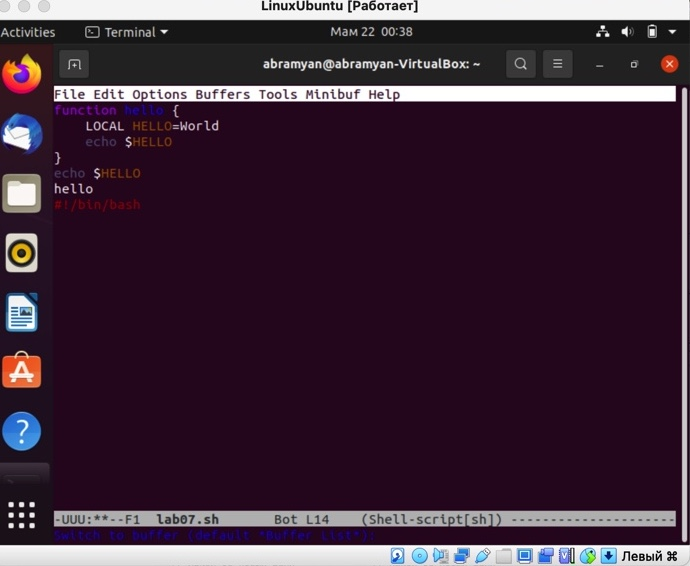 LinuxUbuntu [Работает]
Activities Terminal Мам 22 00:38
abramyan@abramyan-VirtualBox: ~
File Edit Options Buffers Tools Minibuf Help
function hello {
    LOCAL HELLO=World
    echo $HELLO
}
echo $HELLO
hello
#!/bin/bash
-UUU:**--F1 lab07.sh Bot L14 (Shell-script[sh]) ---------------------
Switch to buffer (default *Buffer List*):
Левый ⌘